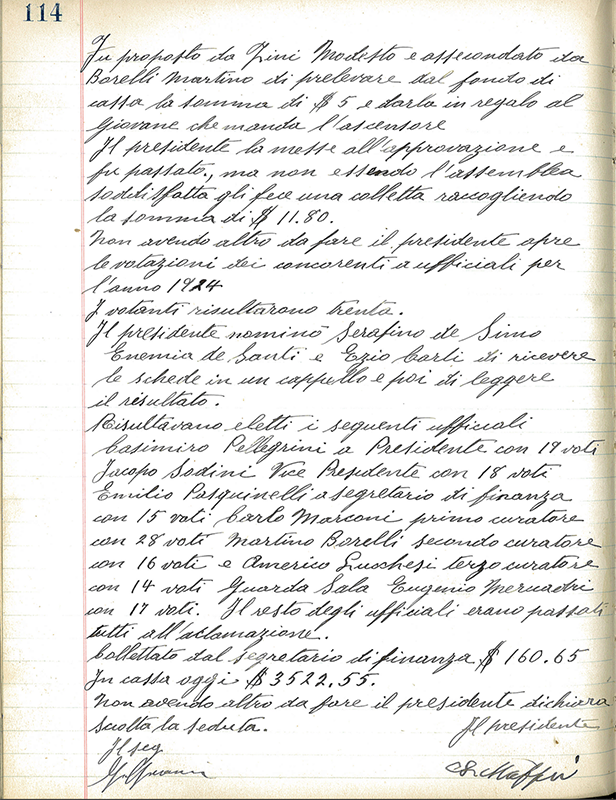 114
Fu proposto da Zini Modesto e assecondato da
Borelli Martino di prelevare dal fondo di
cassa la somma di $5 e darla in regalo al
Giovane che manda l'ascensore
Il presidente la messe all'approvazione e
fu passato, ma non essendo l'assemblea
soddisfatta gli fece una colletta raccogliendo
la somma di $ 11.80.
Non avendo altro da fare il presidente apre
le votazioni dei concorenti a ufficiali per
l'anno 1924
I votanti risultarono trenta.
Il presidente nominò Serafino de Simo
Enemia de Santi e Ezio Carli di ricevere
le schede in un cappello e poi di leggere
il risultato.
Risultavano eletti i seguenti ufficiali
Casimiro Pellegrini a Presidente con 19 voti
Jacopo Sodini Vice Presidente con 18 voti
Emilio Pasquinelli a segretario di finanza
con 15 voti Carlo Marconi primo curatore
con 28 voti Martino Borelli secondo curatore
con 16 voti e Americo Lucchesi terzo curatore
con 14 voti Guarda Sala Eugenio Mercadri
con 17 voti. Il resto degli ufficiali erano passati
tutti all'aclamazione.
Collettato dal segretario di finanza $ 160.65
In cassa oggi $3522.55.
Non avendo altro da fare il presidente dichiara
sciolta la seduta. Il presidente
Il seg